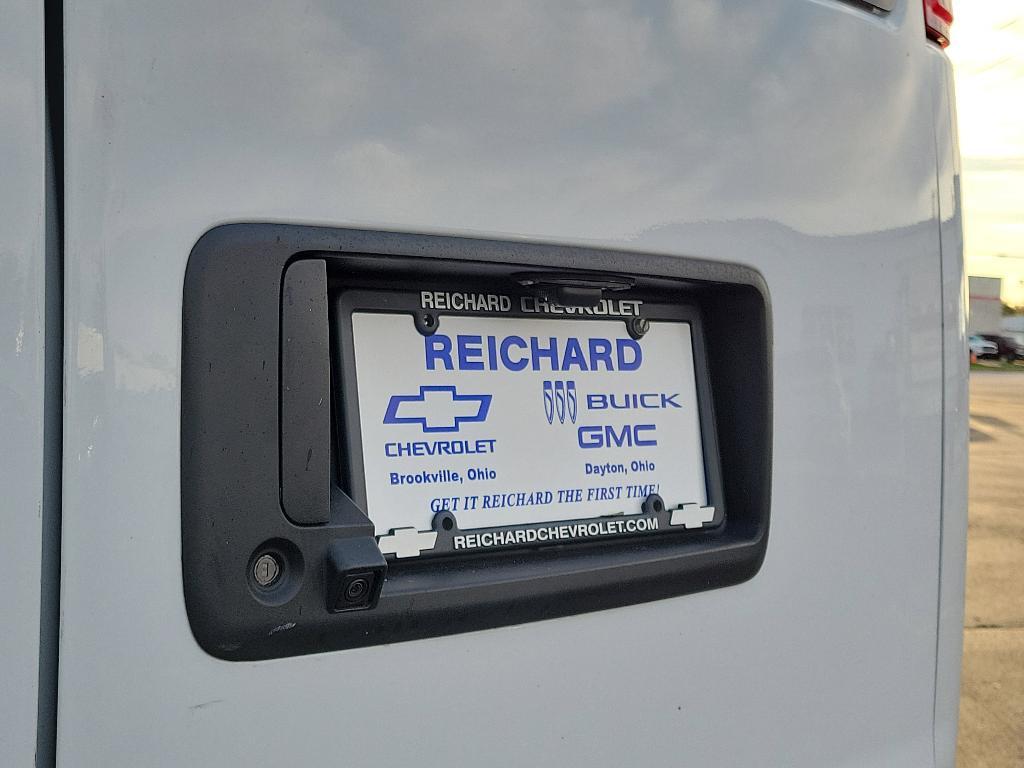 REICHARD CHEVROLET
REICHARD
CHEVROLET
Brookville, Ohio
BUICK
GMC
Dayton, Ohio
GET IT REICHARD THE FIRST TIME!
REICHARDCHEVROLET.COM